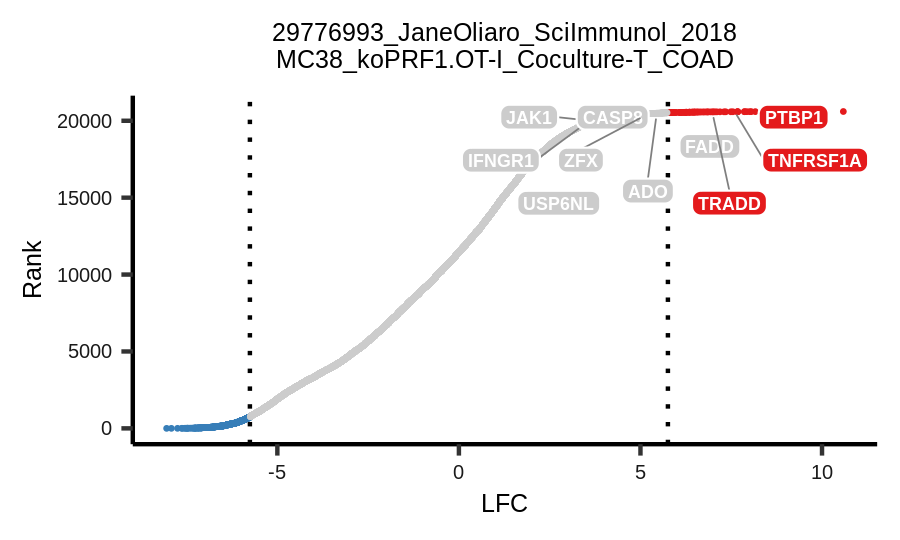 29776993_JaneOliaro_SciImmunol_2018
MC38_koPRF1.OT-I_Coculture-T_COAD
20000
15000
10000
5000
0
Rank
JAK1
CASP8
PTBP1
IFNGR1
ZFX
FADD
TNFRSF1A
USP6NL
ADO
TRADD
-5
0
5
10
LFC